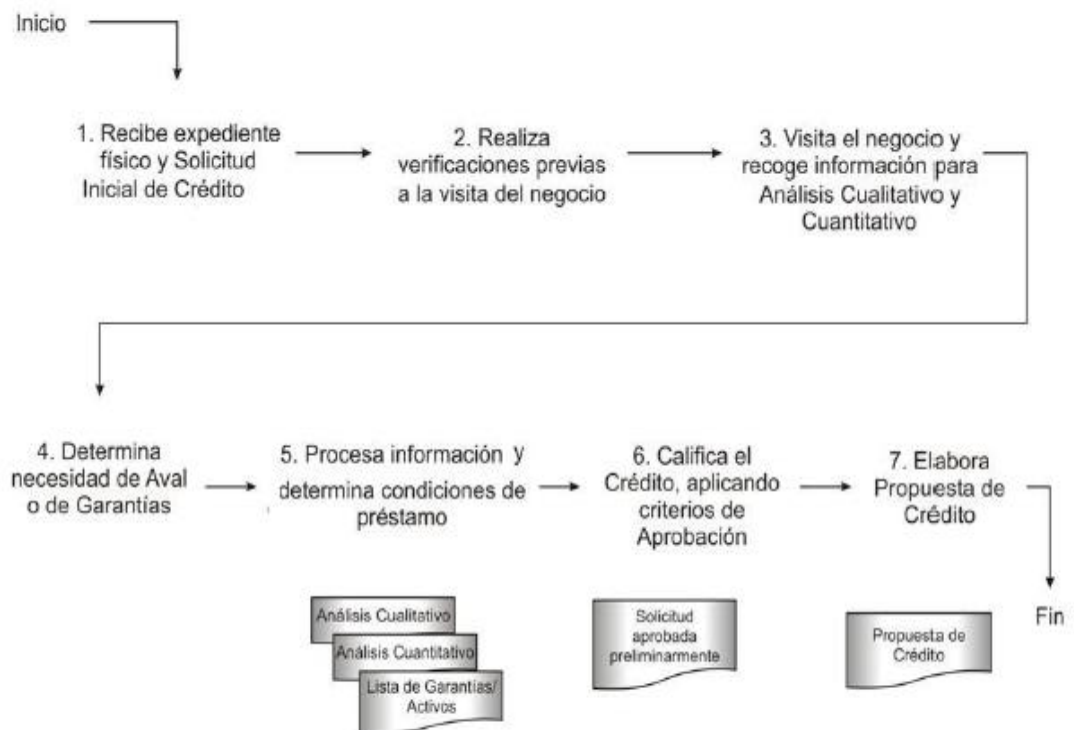 Inicio
1. Recibe expediente
físico y Solicitud
Inicial de Crédito
2. Realiza
verificaciones previas
a la visita del negocio
3. Visita el negocio y
recoge información para
Análisis Cualitativo y
Cuantitativo
4. Determina
necesidad de Aval
o de Garantías
5. Procesa información y
determina condiciones de
préstamo
6. Califica el
Crédito, aplicando
criterios de
Aprobación
7. Elabora
Propuesta de
Crédito
Análisis Cualitativo
Análisis Cuantitativo
Lista de Garantías/
Activos
Solicitud
aprobada
preliminarmente
Propuesta de
Crédito
Fin